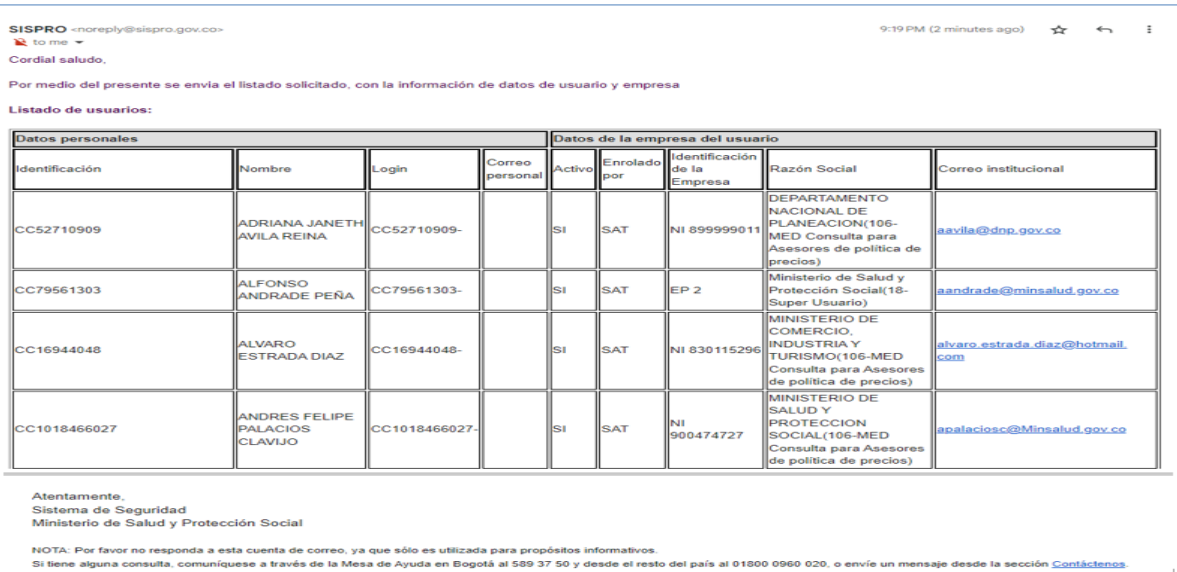 SISPRO <noreply@sispro.gov.co>
9:19 PM (2 minutes ago)
to me
Cordial saludo,
Por medio del presente se envia el listado solicitado, con la información de datos de usuario y empresa
Listado de usuarios:
Datos personales
Datos de la empresa del usuario
Identificación
Nombre
Login
Correo
personal
Activo
Enrolado
por
Identificación
de la
Empresa
Razón Social
Correo institucional
CC52710909
ADRIANA JANETH
AVILA REINA
CC52710909-
SI
SAT
NI 899999011
DEPARTAMENTO
NACIONAL DE
PLANEACION(106-
MED Consulta para
Asesores de política de
precios)
aavila@dnp.gov.co
CC79561303
ALFONSO
ANDRADE PEÑA
CC79561303-
SI
SAT
EP 2
Ministerio de Salud y
Protección Social(18-
Super Usuario)
aandrade@minsalud.gov.co
CC16944048
ALVARO
ESTRADA DIAZ
CC16944048-
SI
SAT
NI 830115296
MINISTERIO DE
COMERCIO,
INDUSTRIA Y
TURISMO(106-MED
Consulta para Asesores
de política de precios)
alvaro.estrada.diaz@hotmail.
com
CC1018466027
ANDRES FELIPE
PALACIOS
CLAVIJO
CC1018466027-
SI
SAT
NI
900474727
MINISTERIO DE
SALUD Y
PROTECCION
SOCIAL(106-MED
Consulta para Asesores
de política de precios)
apalaciosc@Minsalud.gov.co
Atentamente,
Sistema de Seguridad
Ministerio de Salud y Protección Social
NOTA: Por favor no responda a esta cuenta de correo, ya que sólo es utilizada para propósitos informativos.
Si tiene alguna consulta, comuníquese a través de la Mesa de Ayuda en Bogotá al 589 37 50 y desde el resto del país al 01800 0960 020, o envíe un mensaje desde la sección Contáctenos.